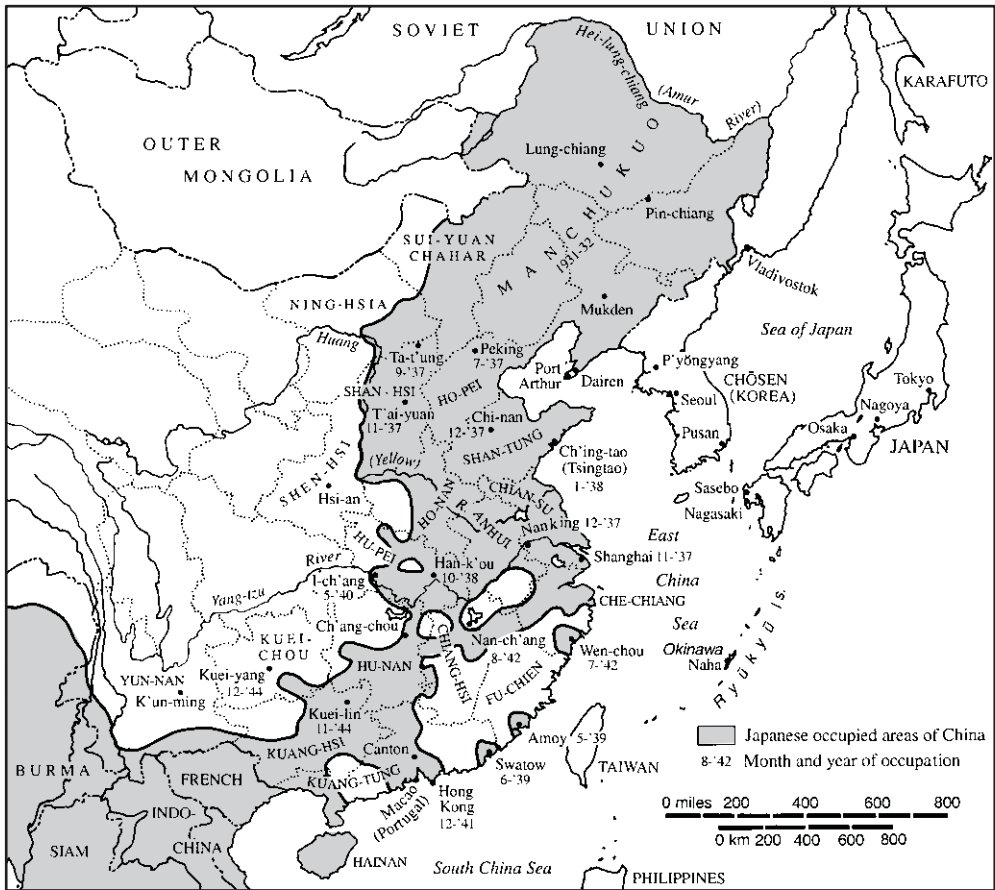 SOVIET UNION
Hei-lung-chiang
(Amur River)
KARAFUTO
OUTER
MONGOLIA
Lung-chiang
Pin-chiang
MANCHUKUO
1931-32
SUI-YUAN
CHAHAR
Vladivostok
NING-HSIA
Mukden
Sea of Japan
Huang
Ta-t'ung
9-'37
Peking
7-'37
Port
Arthur
Dairen
P'yŏngyang
CHŌSEN
(KOREA)
Seoul
Tokyo
Nagoya
Osaka
JAPAN
Pusan
SHAN-HSI
HO-PEI
T'ai-yuan
11-'37
Chi-nan
12-'37
SHAN-TUNG
Ch'ing-tao
(Tsingtao)
1-'38
(Yellow)
SHEN-HSI
Hsi-an
Sasebo
Nagasaki
HO-NAN
CHIAN-SU
R.
ANHUI
Nanking 12-'37
East
China
Sea
Shanghai 11-'37
HU-PEI
Han-k'ou
10-'38
River
I-ch'ang
5-'40
Yang-tzu
CHE-CHIANG
Ch'ang-chou
Nan-ch'ang
8-'42
Wen-chou
7-'42
Okinawa
Naha
Ryūkyū Is.
KUEI-
CHOU
Kuei-yang
12-'44
YUN-NAN
K'un-ming
HU-NAN
CHIANG-HSI
FU-CHIEN
Kuei-lin
11-'44
KUANG-HSI
Canton
KUANG-TUNG
Amoy 5-'39
Swatow
6-'39
TAIWAN
Japanese occupied areas of China
8-'42 Month and year of occupation
BURMA
FRENCH
INDO-
CHINA
SIAM
Macao
(Portugal)
Hong
Kong
12-'41
HAINAN
South China Sea
PHILIPPINES
0 miles 200 400 600 800
0 km 200 400 600 800